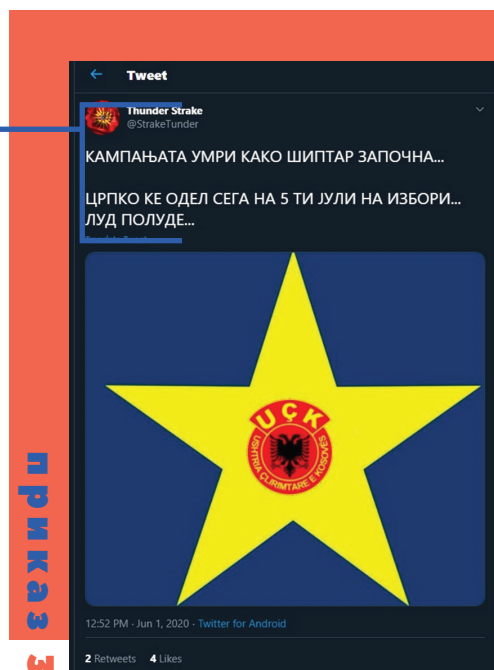 Tweet
Thunder Strake
@StrakeTunder
КАМПАЊАТА УМРИ КАКО ШИПТАР ЗАПОЧНА...
ЦРПКО КЕ ОДЕЛ СЕГА НА 5 ТИ ЈУЛИ НА ИЗБОРИ...
ЛУД ПОЛУДЕ...
UÇK
USHTRIA ÇLIRIMTARE E KOSOVËS
12:52 PM · Jun 1, 2020 · Twitter for Android
2 Retweets 4 Likes
приказ 3